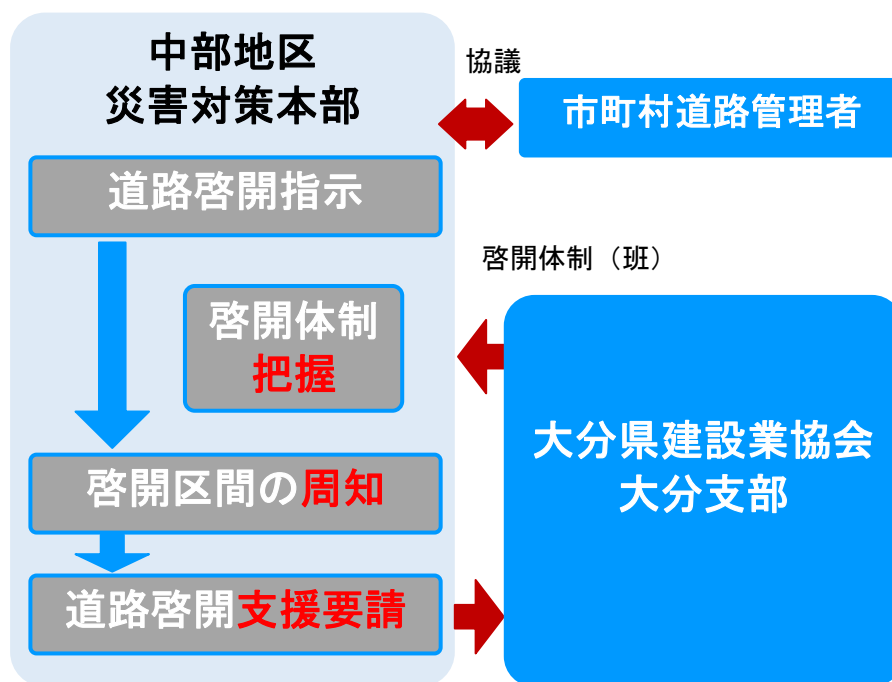 中部地区
災害対策本部
協議
市町村道路管理者
道路啓開指示
啓開体制（班）
啓開体制
把握
大分県建設業協会
大分支部
啓開区間の周知
道路啓開支援要請